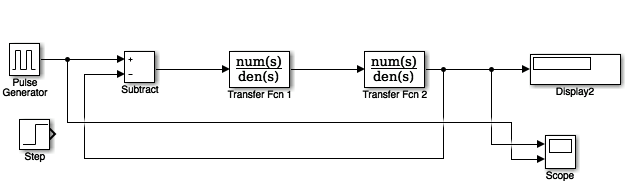 +
−
num(s)
den(s)
num(s)
den(s)
Pulse
Generator
Subtract
Transfer Fcn 1
Transfer Fcn 2
Display2
Step
Scope